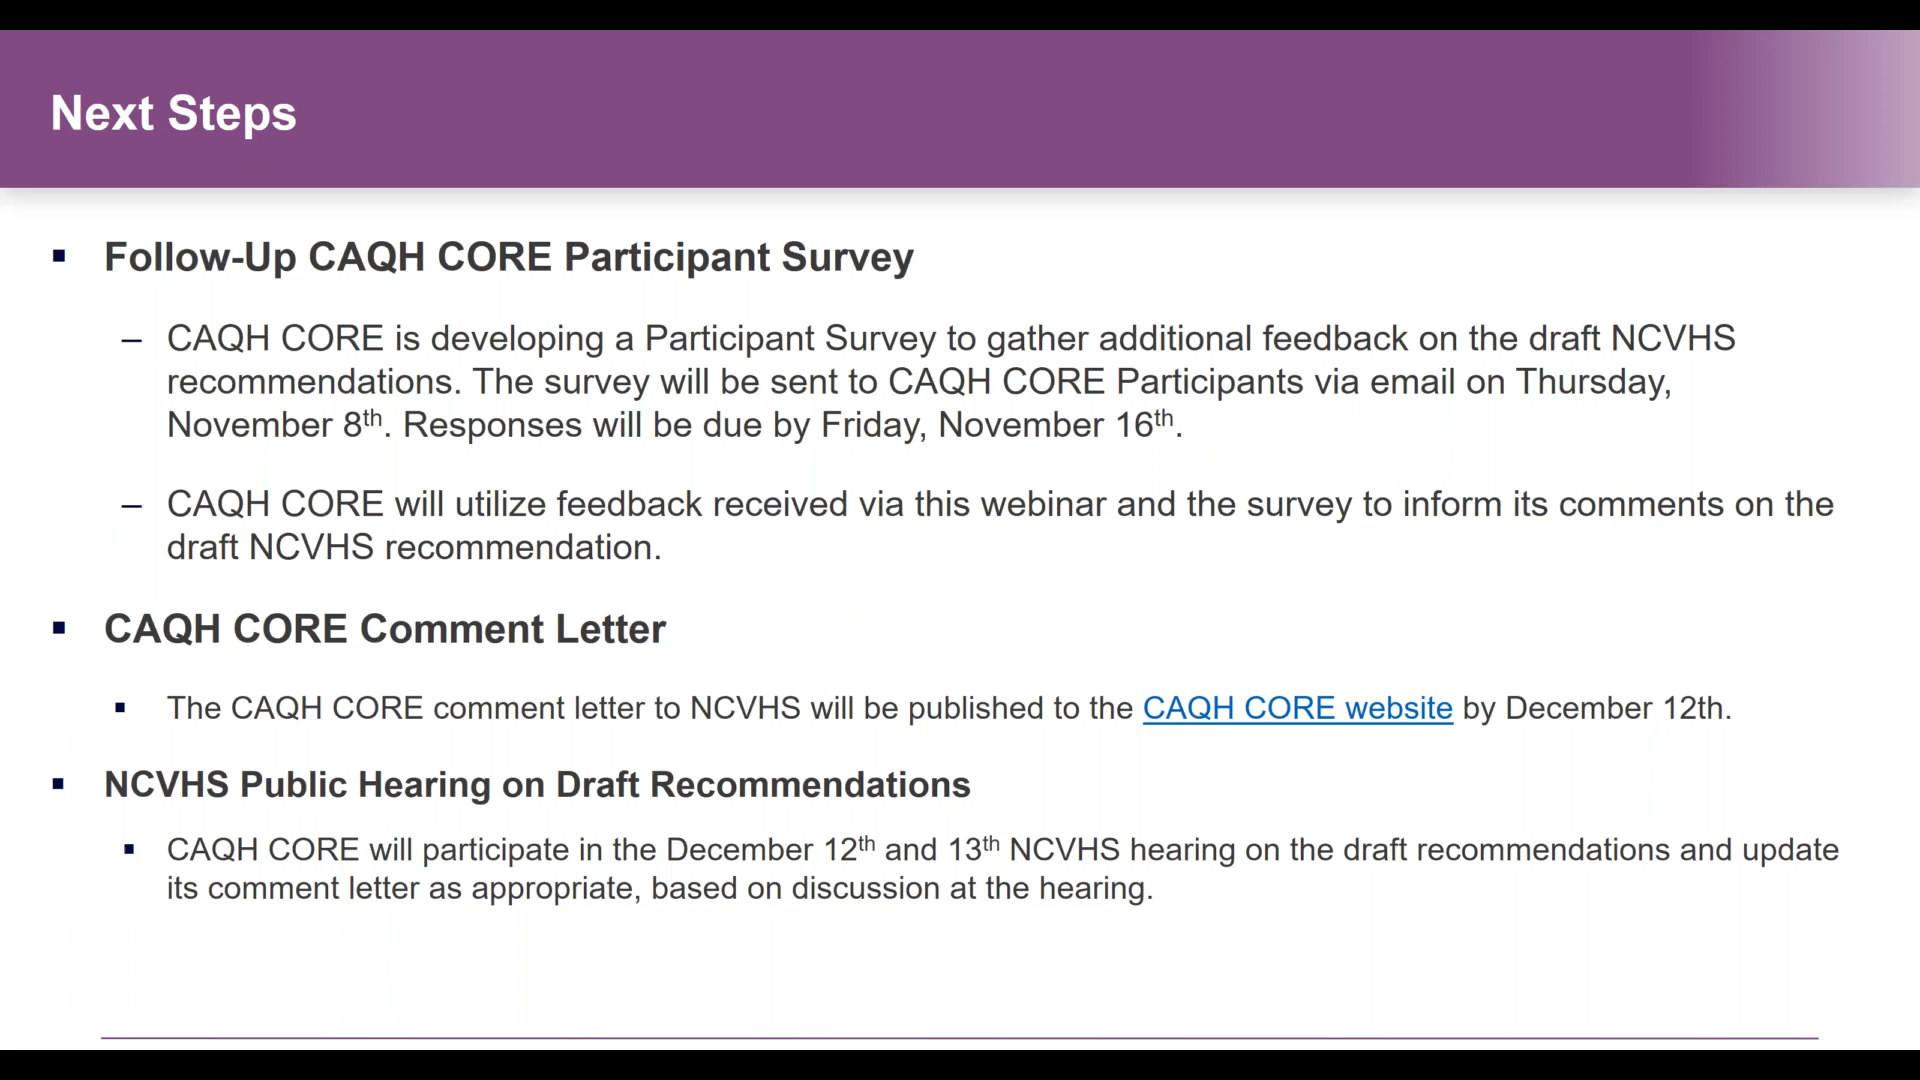 Next Steps
▪ Follow-Up CAQH CORE Participant Survey
– CAQH CORE is developing a Participant Survey to gather additional feedback on the draft NCVHS
recommendations. The survey will be sent to CAQH CORE Participants via email on Thursday,
November 8th. Responses will be due by Friday, November 16th.
– CAQH CORE will utilize feedback received via this webinar and the survey to inform its comments on the
draft NCVHS recommendation.
▪ CAQH CORE Comment Letter
▪ The CAQH CORE comment letter to NCVHS will be published to the CAQH CORE website by December 12th.
▪ NCVHS Public Hearing on Draft Recommendations
▪ CAQH CORE will participate in the December 12th and 13th NCVHS hearing on the draft recommendations and update
its comment letter as appropriate, based on discussion at the hearing.